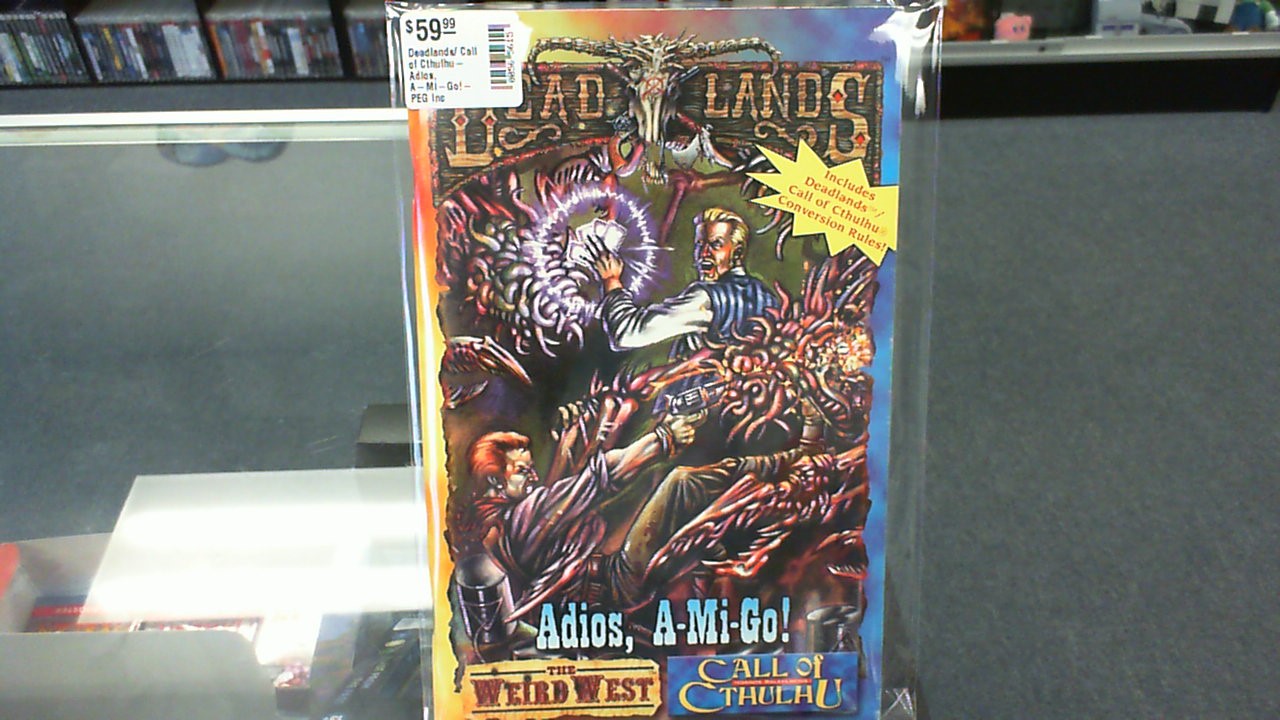 $59.99
Deadlands/ Call
of Cthulhu-
Adios,
A-Mi-Go!-
PEG Inc
DEADLANDS
Includes
Deadlands™/
Call of Cthulhu®
Conversion Rules!
Adios, A-Mi-Go!
THE
WEIRD WEST
CALL of
CTHULHU